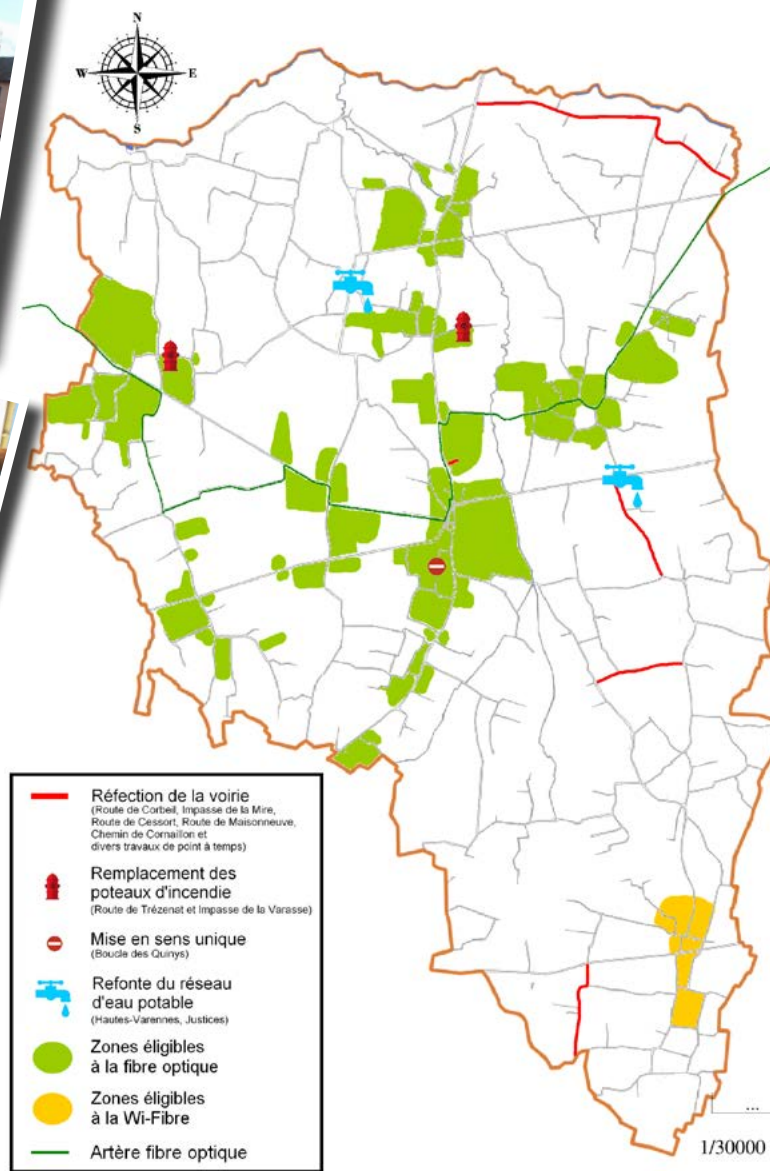 N
W E
S
Réfection de la voirie
(Route de Corbeil, Impasse de la Mire,
Route de Cessort, Route de Maisonneuve,
Chemin de Cornaillon et
divers travaux de point à temps)
Remplacement des
poteaux d'incendie
(Route de Trézenat et Impasse de la Varasse)
Mise en sens unique
(Boucle des Quinys)
Refonte du réseau
d'eau potable
(Hautes-Varennes, Justices)
Zones éligibles
à la fibre optique
Zones éligibles
à la Wi-Fibre
Artère fibre optique
...
1/30000